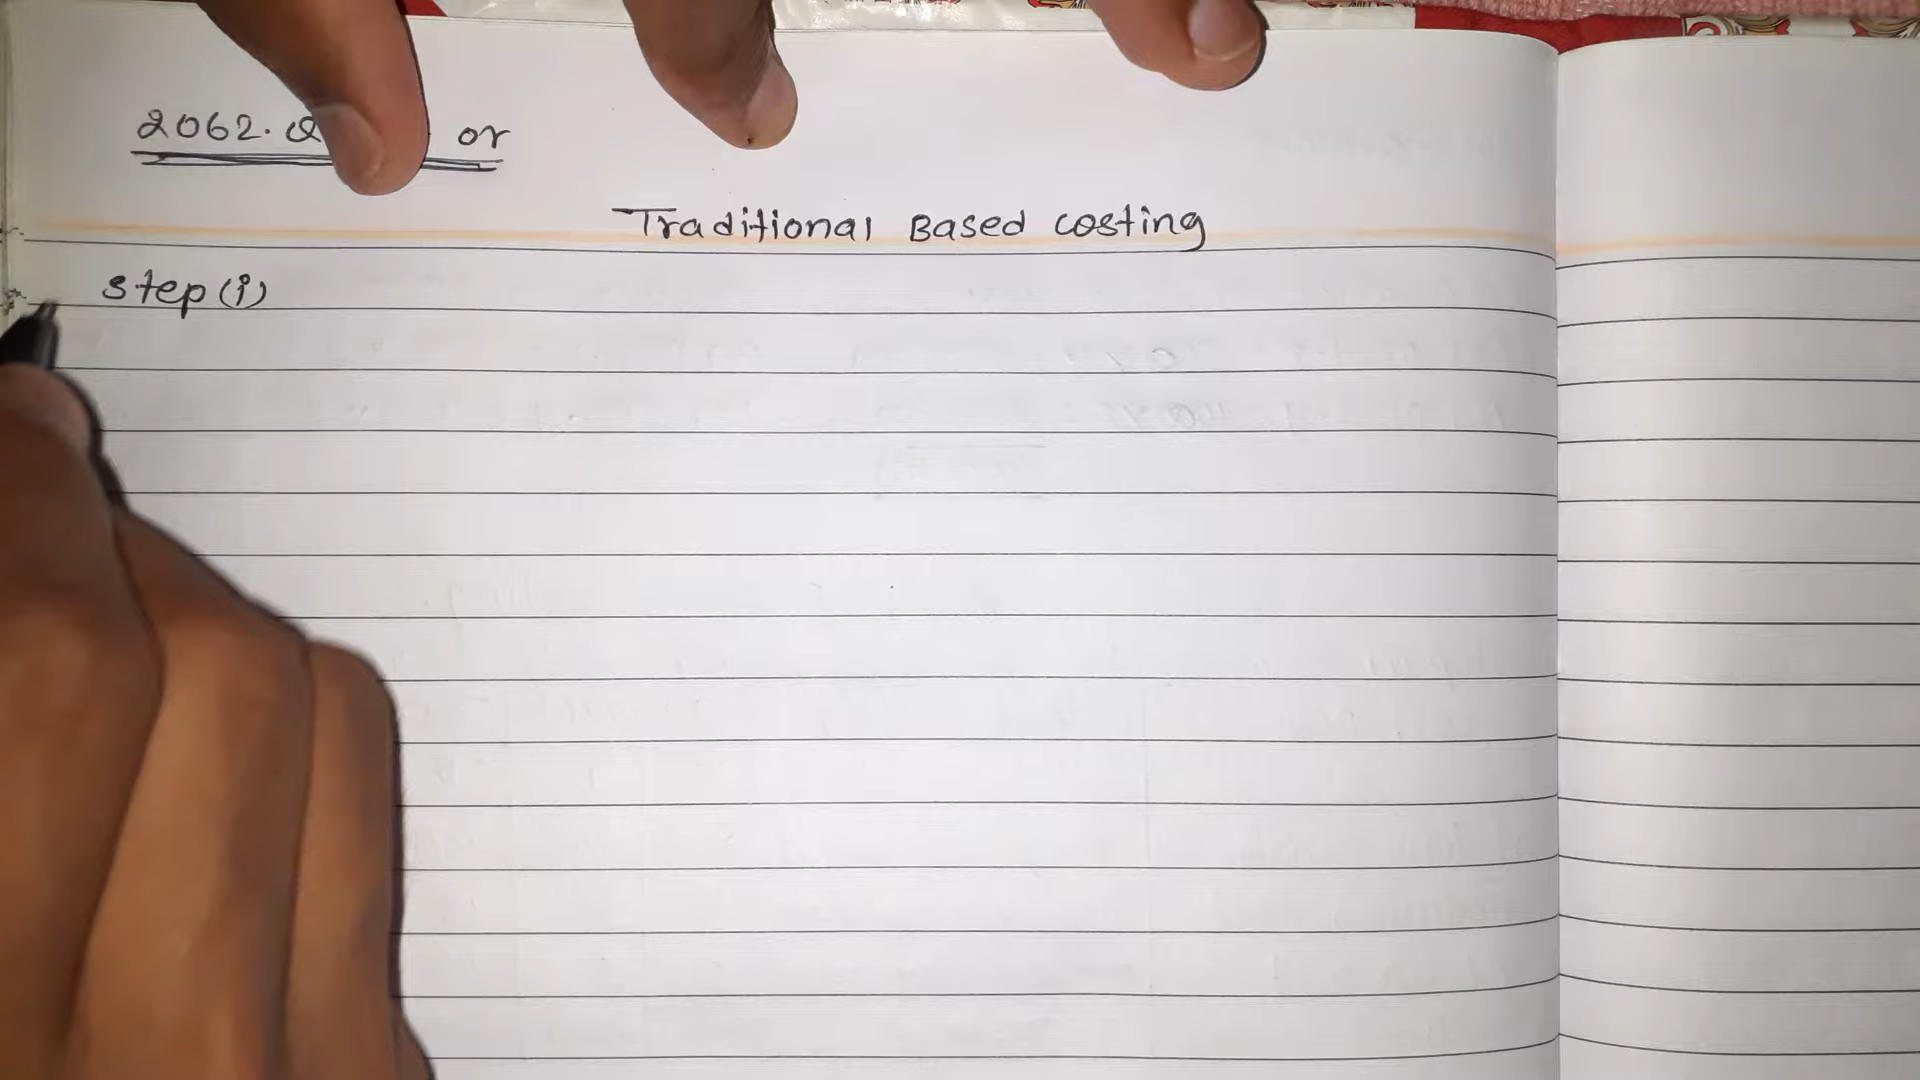 2062. Q or
Traditional Based costing
step (i)